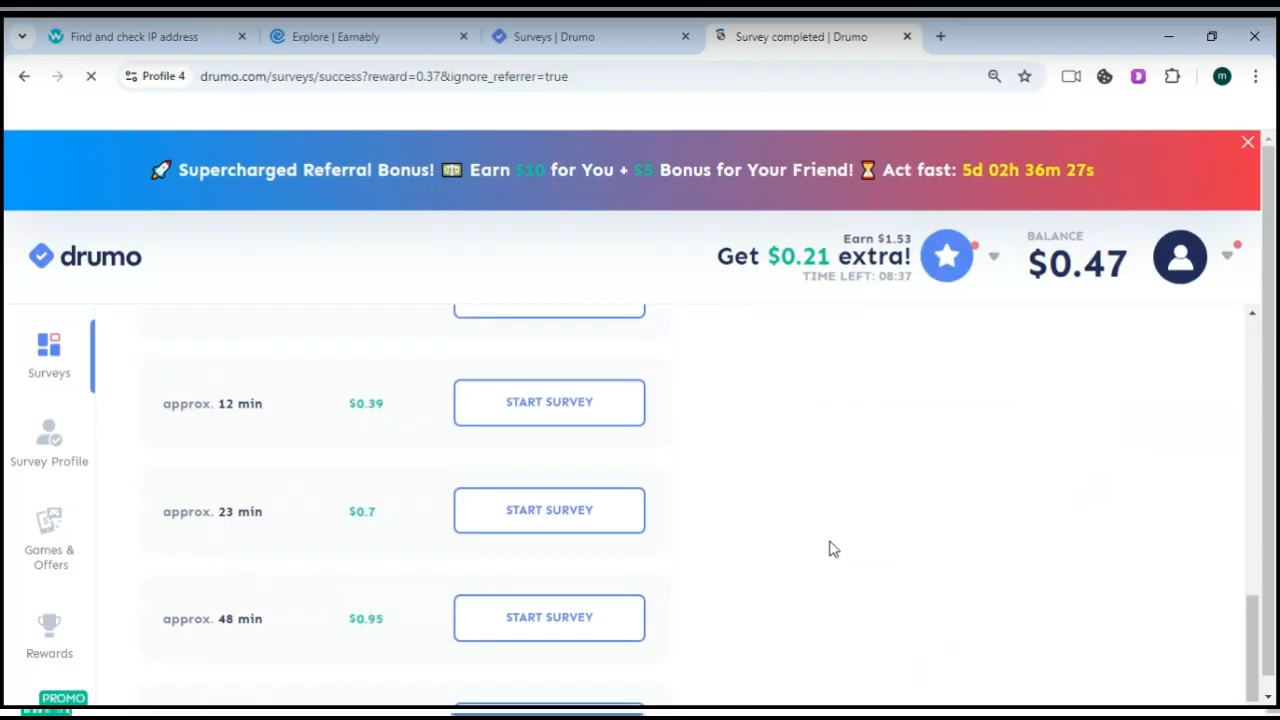 Find and check IP address
Explore | Earnably
Surveys | Drumo
Survey completed | Drumo
Profile 4
drumo.com/surveys/success?reward=0.37&ignore_referrer=true
m
🚀 Supercharged Referral Bonus! 💵 Earn $10 for You + $5 Bonus for Your Friend! ⏳ Act fast: 5d 02h 36m 27s
drumo
Earn $1.53
Get $0.21 extra!
TIME LEFT: 08:37
BALANCE
$0.47
Surveys
Survey Profile
Games &
Offers
Rewards
PROMO
approx. 12 min $0.39 START SURVEY
approx. 23 min $0.7 START SURVEY
approx. 48 min $0.95 START SURVEY